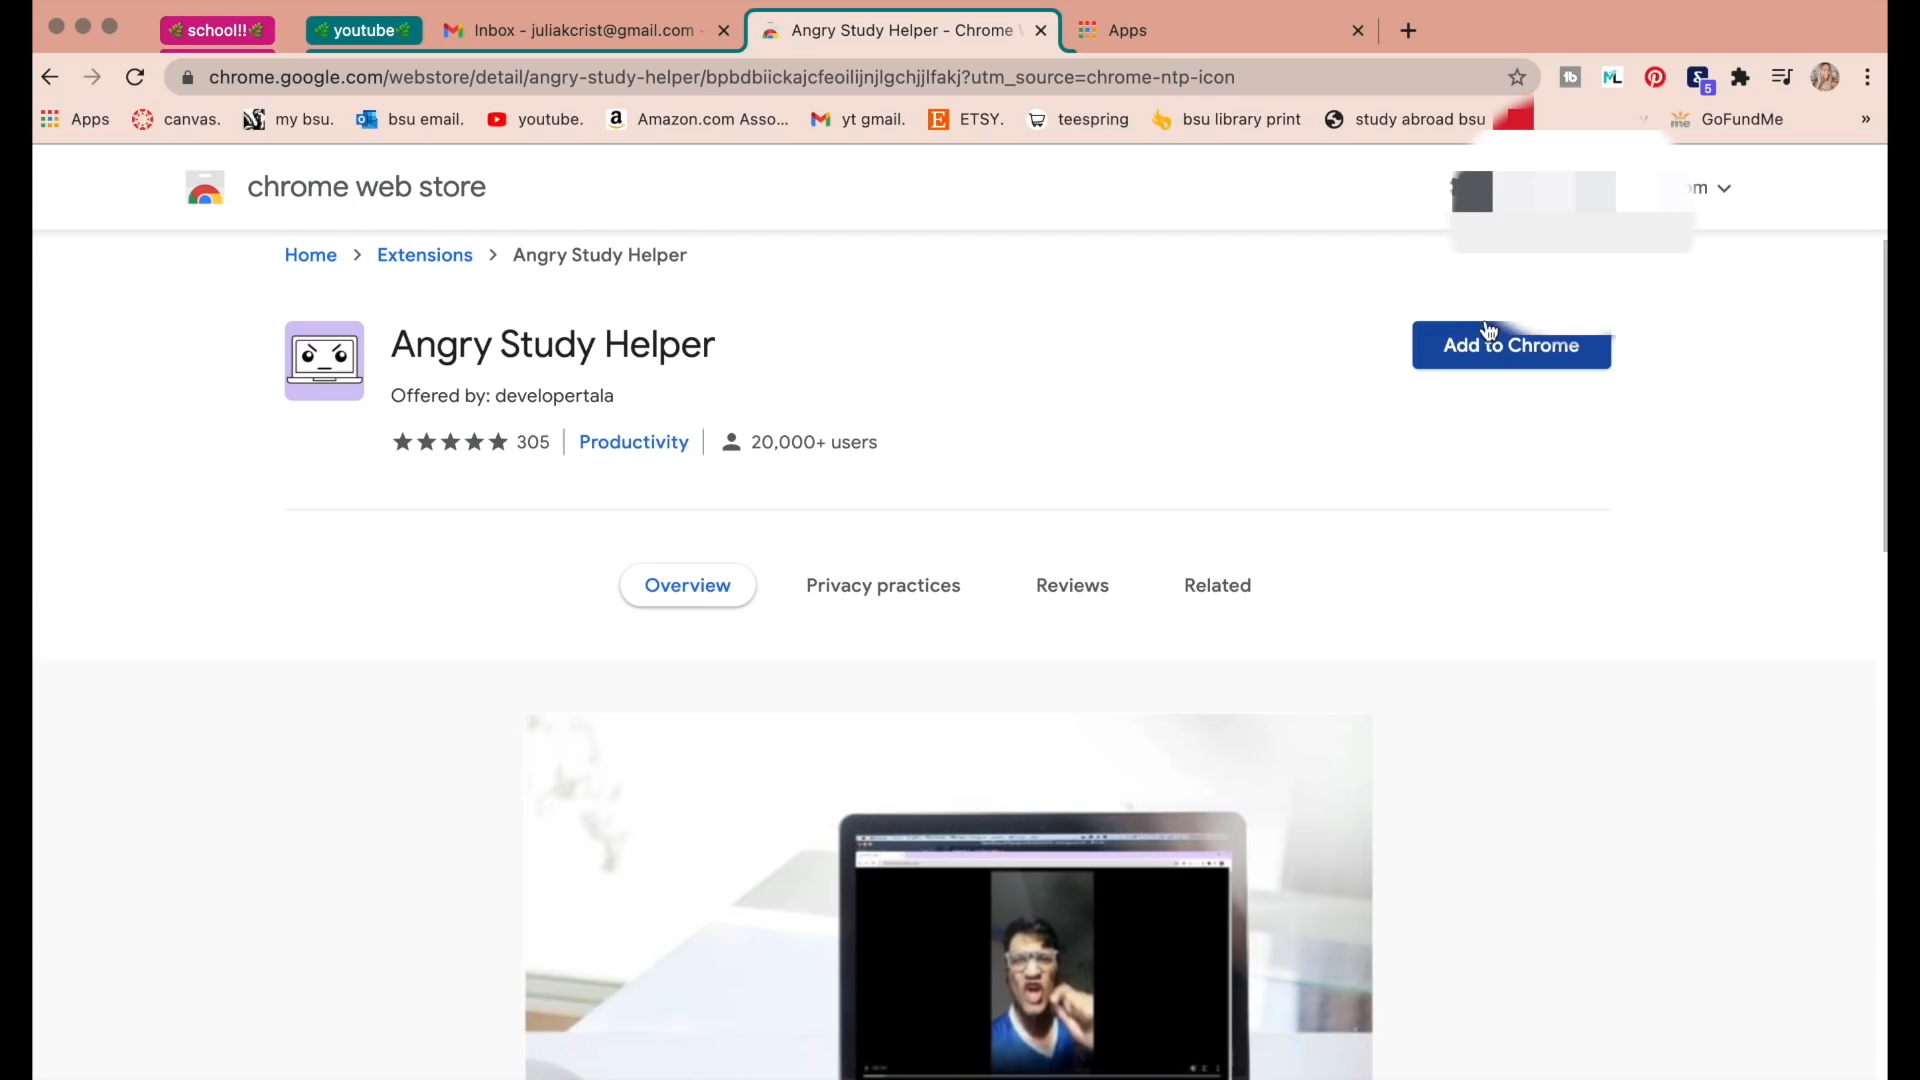 🌿school!!🌿
🌿youtube🌿
Inbox - juliakcrist@gmail.com -
Angry Study Helper - Chrome
Apps
chrome.google.com/webstore/detail/angry-study-helper/bpbdbiickajcfeoilijnjlgchjjlfakj?utm_source=chrome-ntp-icon
5
Apps
canvas.
my bsu.
bsu email.
youtube.
Amazon.com Asso...
yt gmail.
ETSY.
teespring
bsu library print
study abroad bsu
GoFundMe
chrome web store
Home > Extensions > Angry Study Helper
Angry Study Helper
Add to Chrome
Offered by: developertala
★★★★★ 305 | Productivity | 20,000+ users
Overview
Privacy practices
Reviews
Related